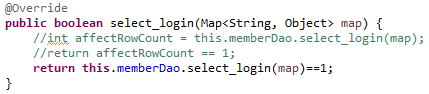 @Override
public boolean select_login(Map<String, Object> map) {
//int affectRowCount = this.memberDao.select_login(map);
//return affectRowCount == 1;
return this.memberDao.select_login(map)==1;
}